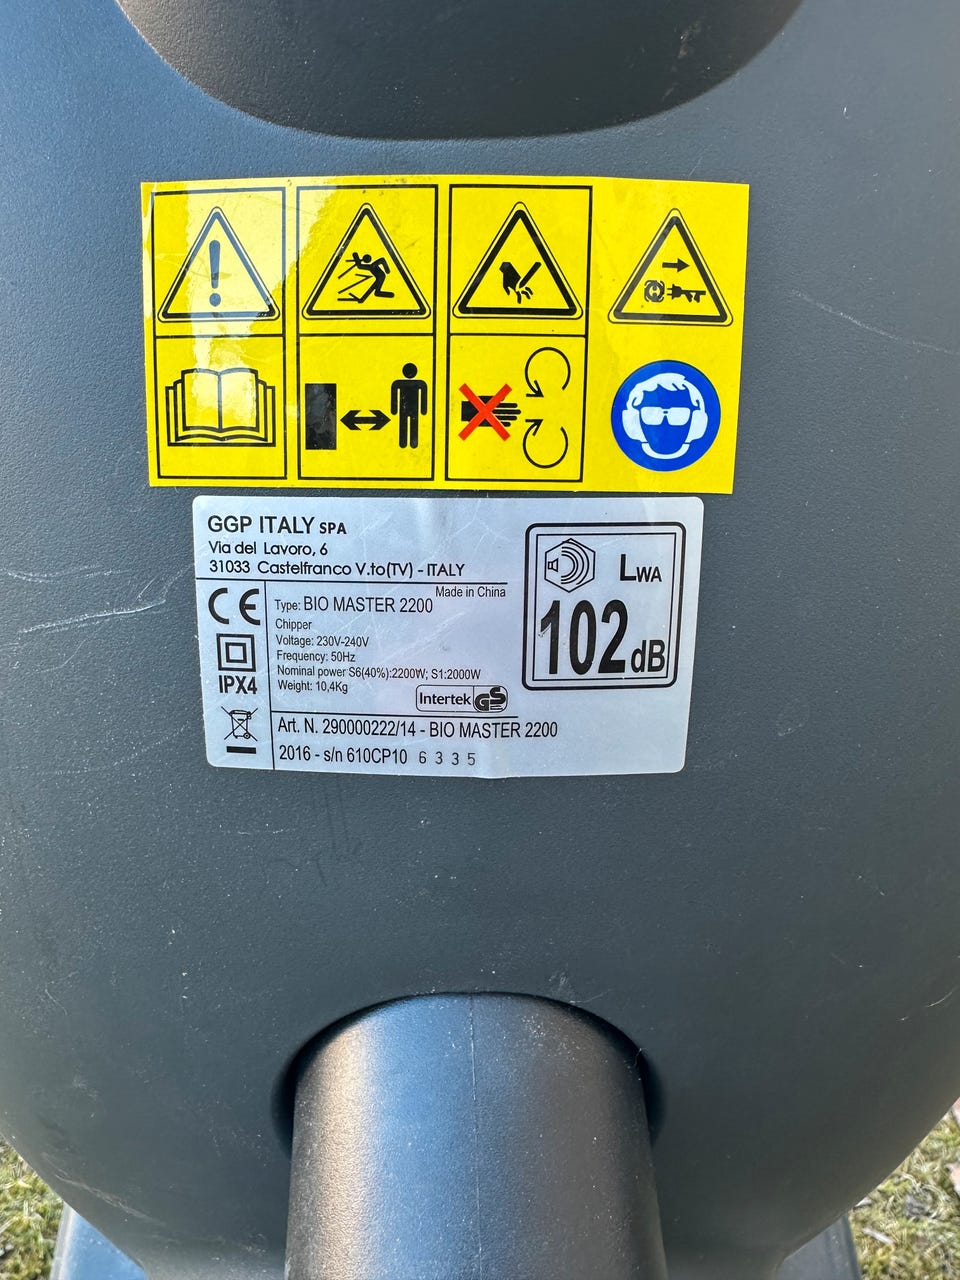 GGP ITALY SPA
Via del Lavoro, 6
31033 Castelfranco V.to(TV) - ITALY
Made in China
CE
Type: BIO MASTER 2200
Chipper
Voltage: 230V-240V
Frequency: 50Hz
Nominal power S6(40%):2200W; S1:2000W
Weight: 10,4Kg
IPX4
Intertek GS
LWA
102 dB
Art. N. 290000222/14 - BIO MASTER 2200
2016 - s/n 610CP10 6335